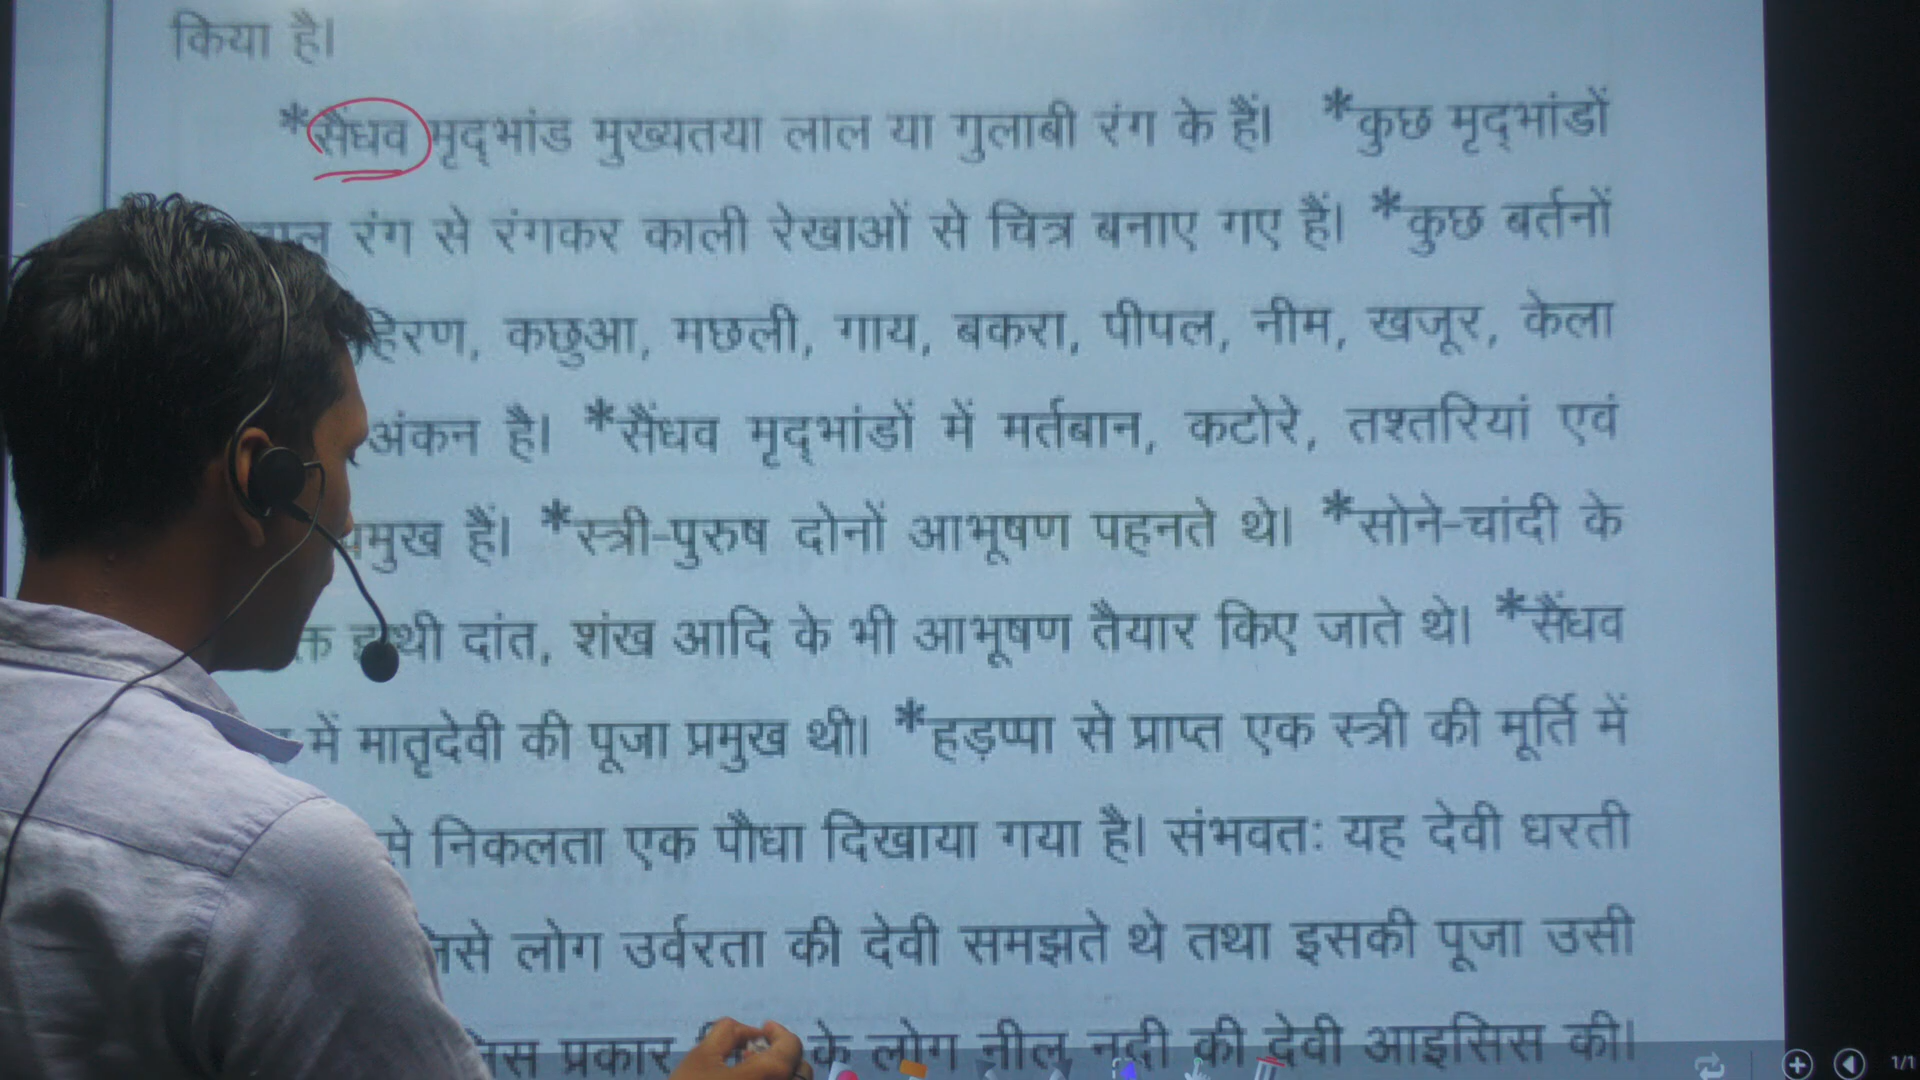 किया है।
*सैंधव मृद्भांड मुख्यतया लाल या गुलाबी रंग के हैं। *कुछ मृद्भांडों
रंग से रंगकर काली रेखाओं से चित्र बनाए गए हैं। *कुछ बर्तनों
हिरण, कछुआ, मछली, गाय, बकरा, पीपल, नीम, खजूर, केला
अंकन है। *सैंधव मृद्भांडों में मर्तबान, कटोरे, तश्तरियां एवं
हैं। *स्त्री-पुरुष दोनों आभूषण पहनते थे। *सोने-चांदी के
दांत, शंख आदि के भी आभूषण तैयार किए जाते थे। *सैंधव
में मातृदेवी की पूजा प्रमुख थी। *हड़प्पा से प्राप्त एक स्त्री की मूर्ति में
से निकलता एक पौधा दिखाया गया है। संभवतः यह देवी धरती
लोग उर्वरता की देवी समझते थे तथा इसकी पूजा उसी
प्रकार के लोग नील नदी की देवी आइसिस की।
1/1